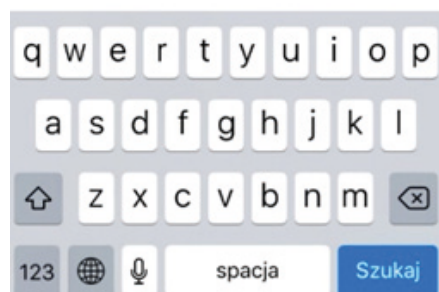 q w e r t y u i o p
a s d f g h j k l
z x c v b n m
123 spacja Szukaj